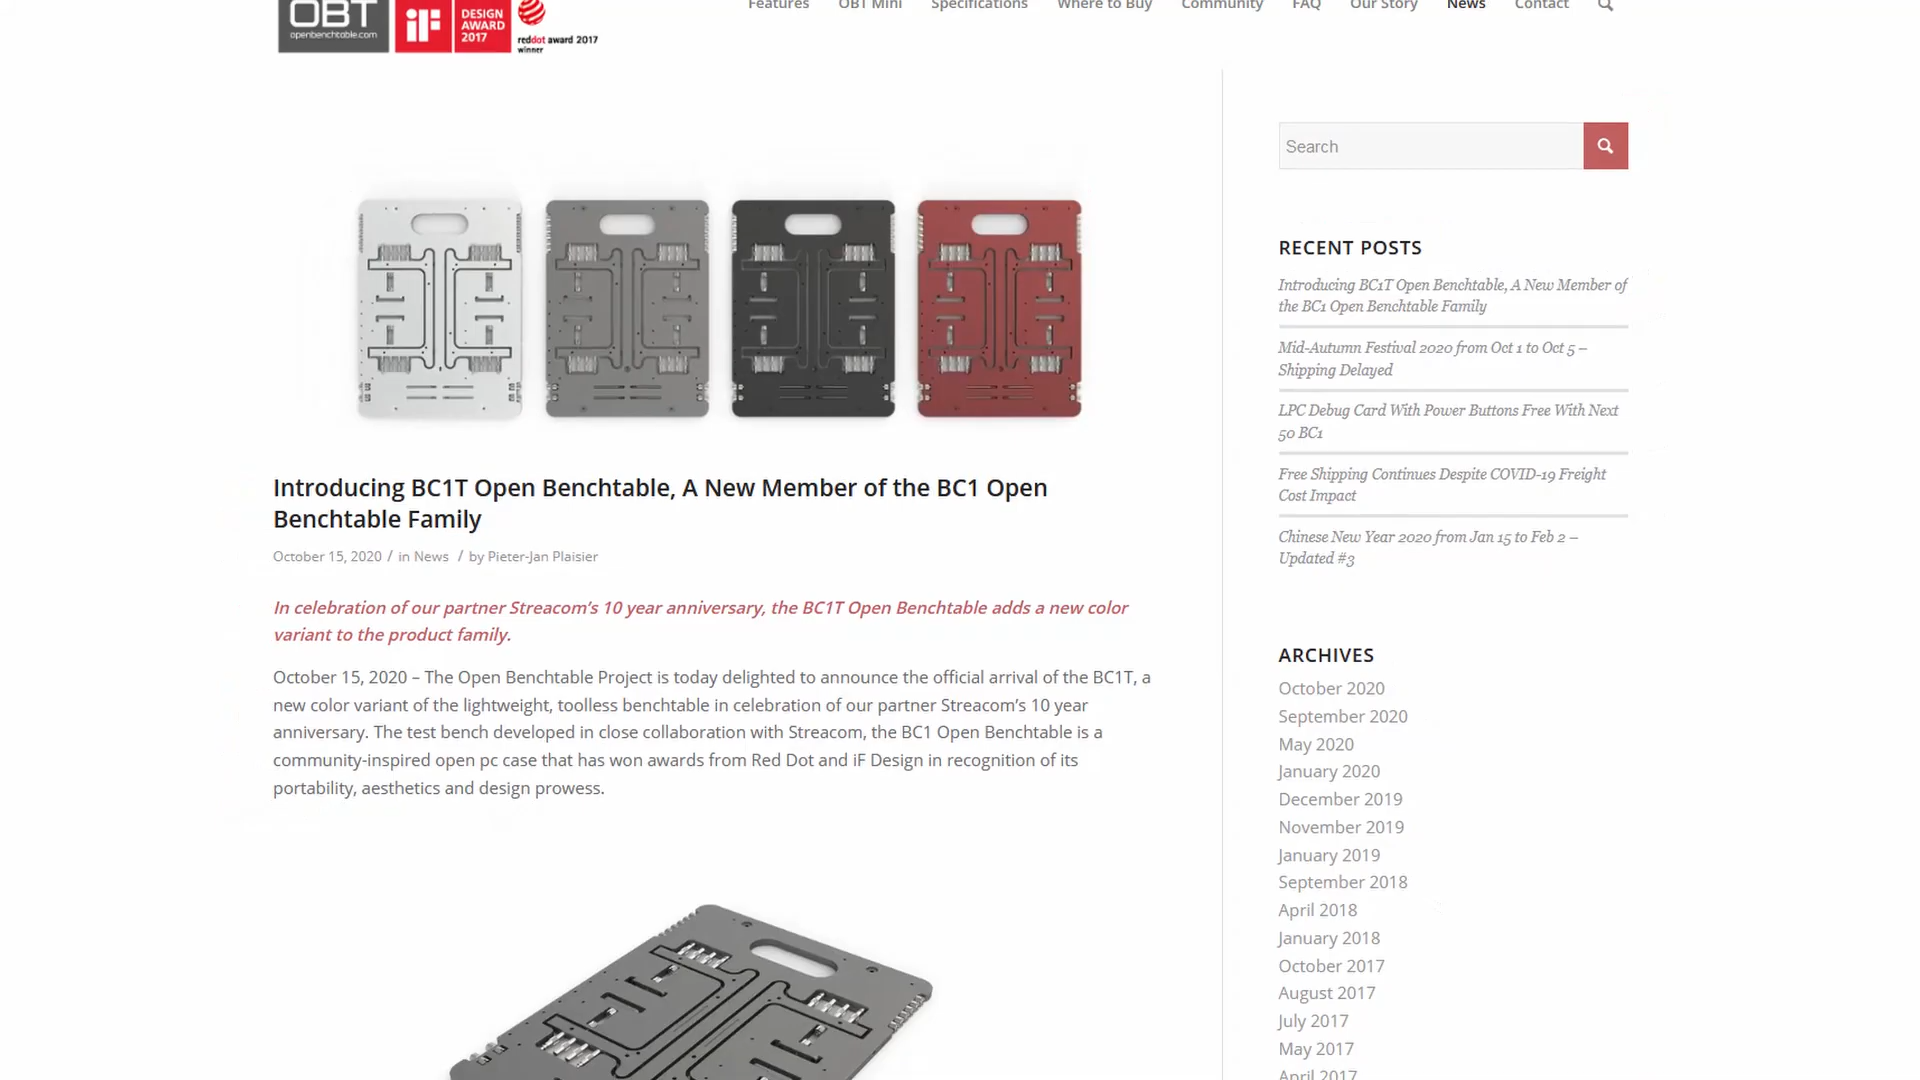 OBT
openbenchtable.com
iF
DESIGN
AWARD
2017
reddot award 2017
winner
Features
OBT Mini
Specifications
Where to Buy
Community
FAQ
Our Story
News
Contact
Search
Introducing BC1T Open Benchtable, A New Member of the BC1 Open
Benchtable Family
October 15, 2020 / in News / by Pieter-Jan Plaisier
In celebration of our partner Streacom’s 10 year anniversary, the BC1T Open Benchtable adds a new color
variant to the product family.
October 15, 2020 – The Open Benchtable Project is today delighted to announce the official arrival of the BC1T, a
new color variant of the lightweight, toolless benchtable in celebration of our partner Streacom’s 10 year
anniversary. The test bench developed in close collaboration with Streacom, the BC1 Open Benchtable is a
community-inspired open pc case that has won awards from Red Dot and iF Design in recognition of its
portability, aesthetics and design prowess.
RECENT POSTS
Introducing BC1T Open Benchtable, A New Member of
the BC1 Open Benchtable Family
Mid-Autumn Festival 2020 from Oct 1 to Oct 5 –
Shipping Delayed
LPC Debug Card With Power Buttons Free With Next
50 BC1
Free Shipping Continues Despite COVID-19 Freight
Cost Impact
Chinese New Year 2020 from Jan 15 to Feb 2 –
Updated #3
ARCHIVES
October 2020
September 2020
May 2020
January 2020
December 2019
November 2019
January 2019
September 2018
April 2018
January 2018
October 2017
August 2017
July 2017
May 2017
April 2017